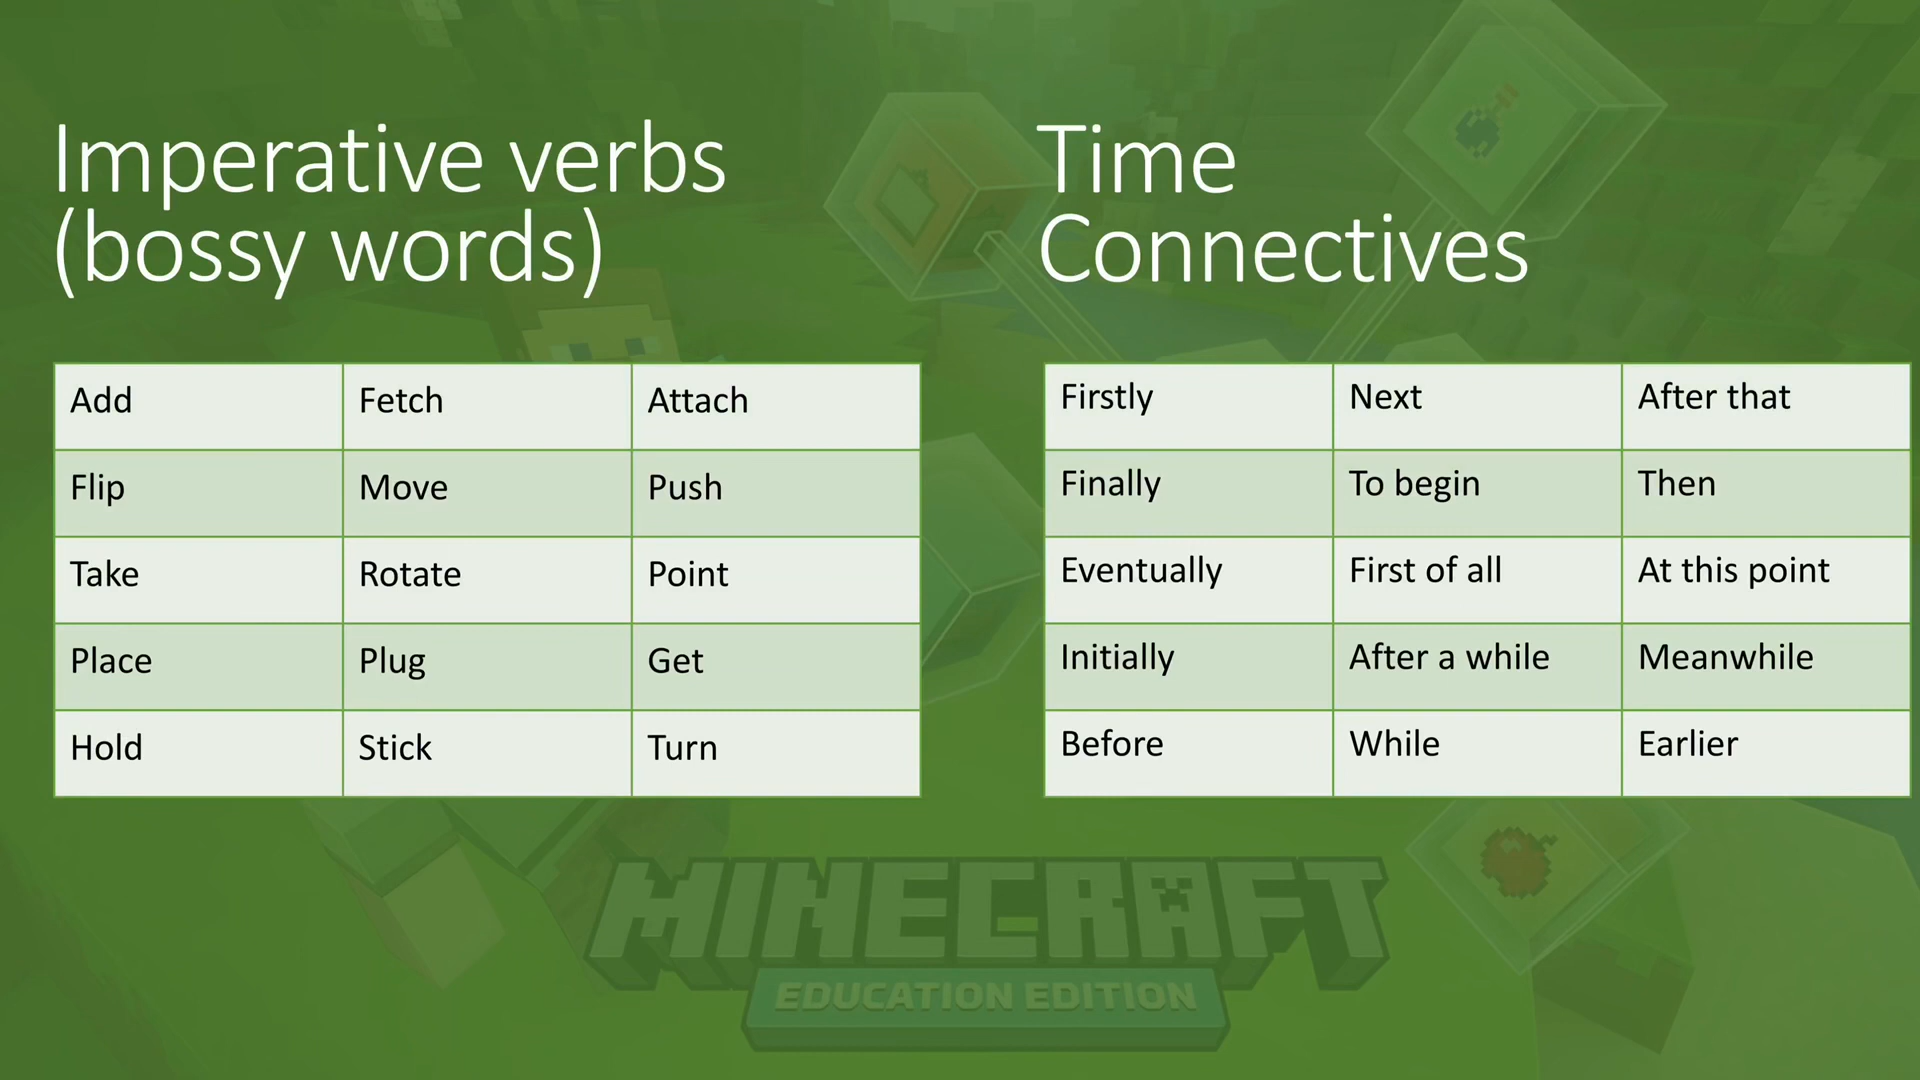 Imperative verbs
(bossy words)
Add Fetch Attach
Flip Move Push
Take Rotate Point
Place Plug Get
Hold Stick Turn
Time
Connectives
Firstly Next After that
Finally To begin Then
Eventually First of all At this point
Initially After a while Meanwhile
Before While Earlier
MINECRAFT
EDUCATION EDITION